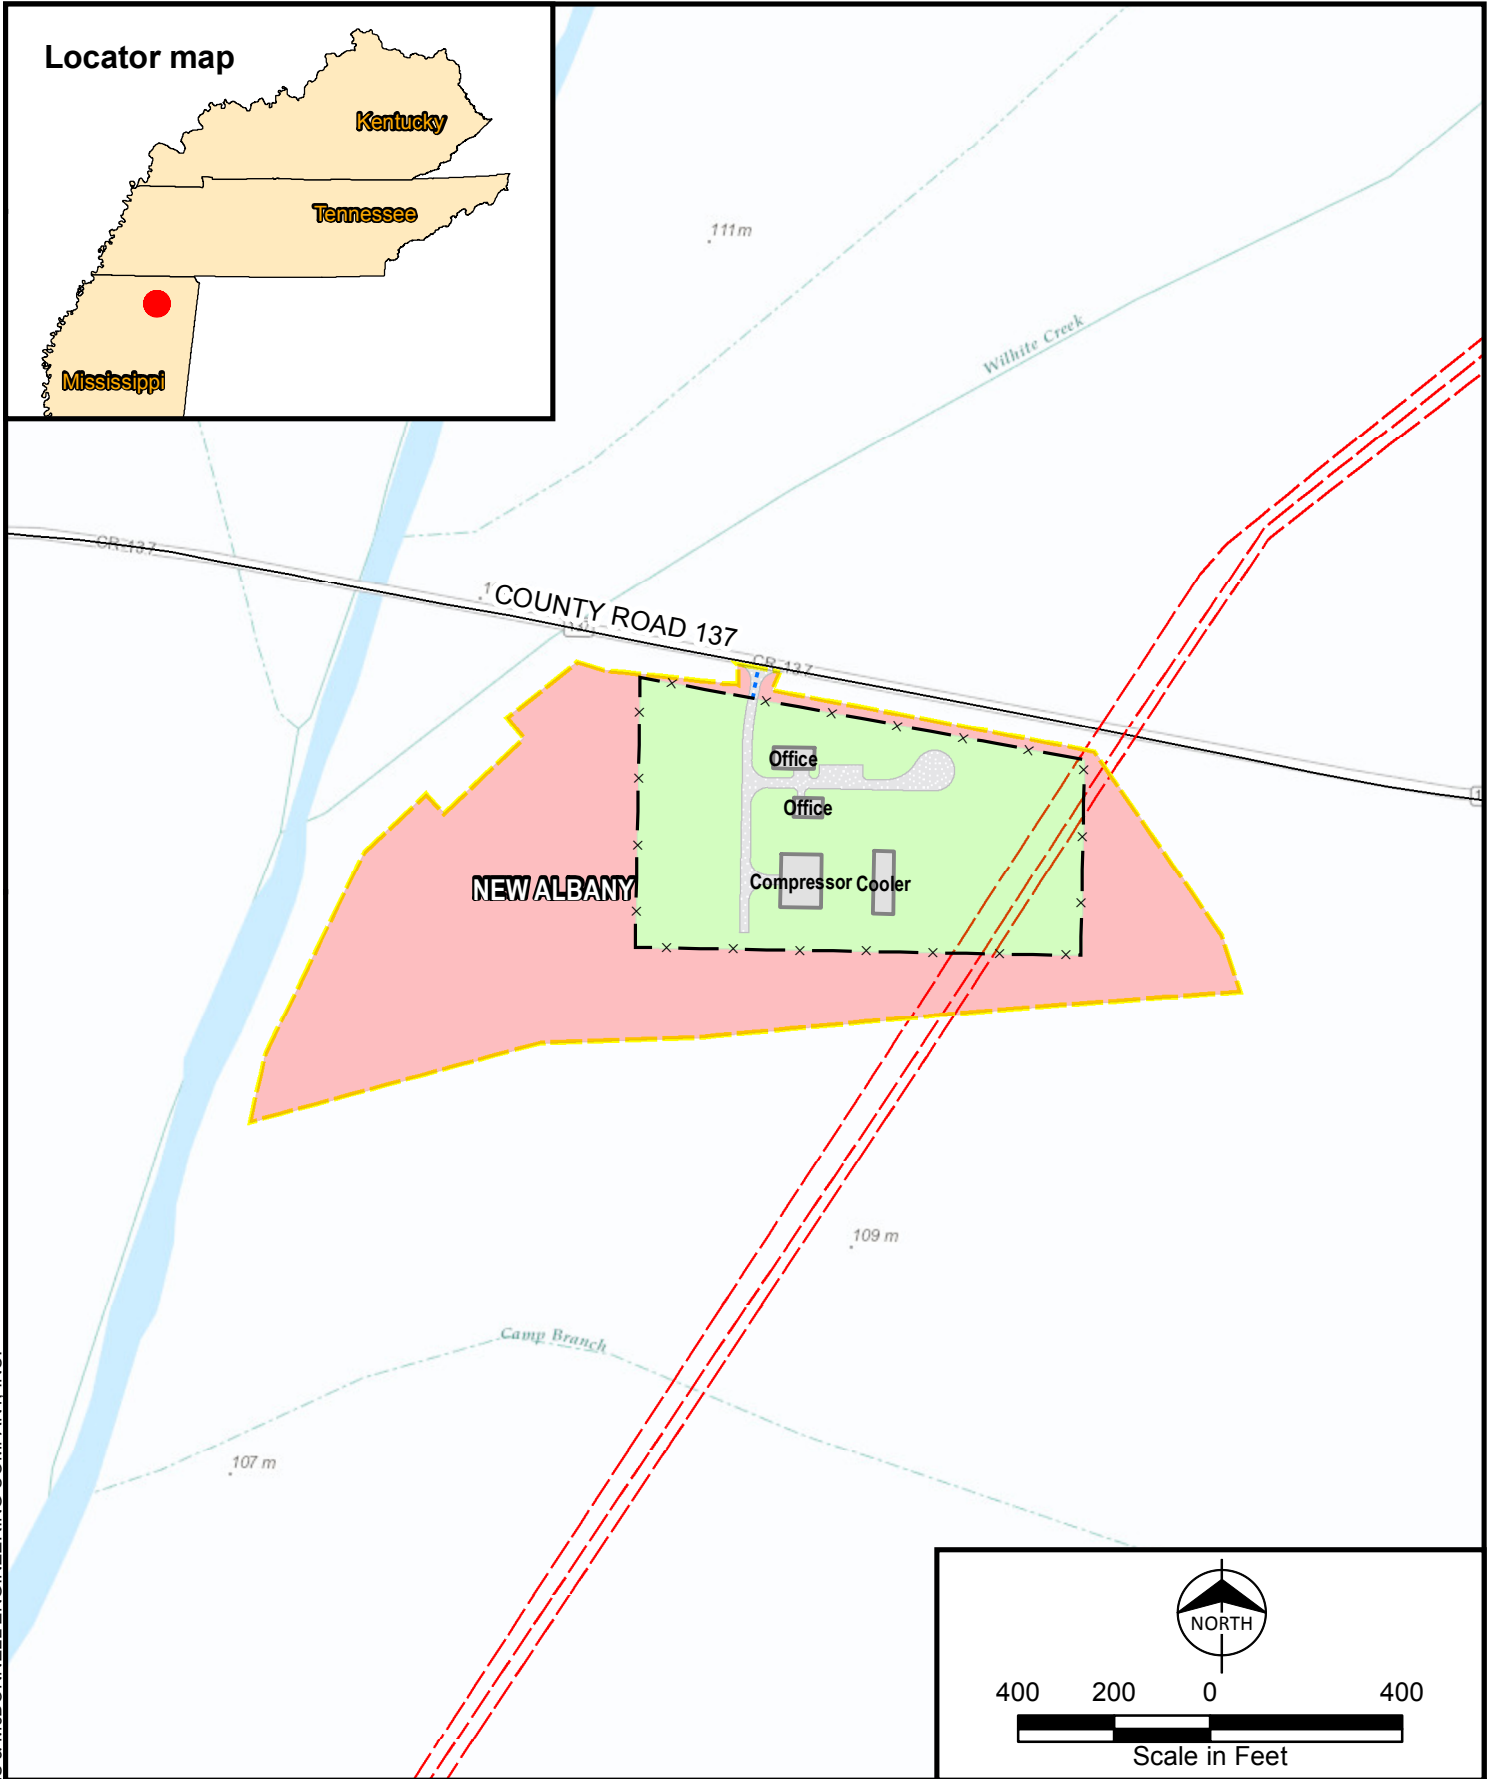 Locator map
Kentucky
Tennessee
Mississippi
111m
Wilhite Creek
CR 137
COUNTY ROAD 137
CR 137
Office
Office
NEW ALBANY
Compressor
Cooler
109 m
Camp Branch
107 m
NORTH
400 200 0 400
Scale in Feet